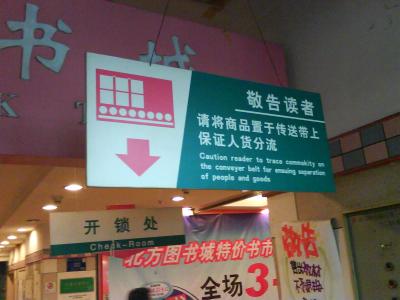 书城
K T
敬告读者
请将商品置于传送带上
保证人货分流
Caution reader to trace commakity on
the conveyer belt for ensuing separation
of people and goods
开锁处
Check-Room
北方图书城特价书市
全场3
敬告